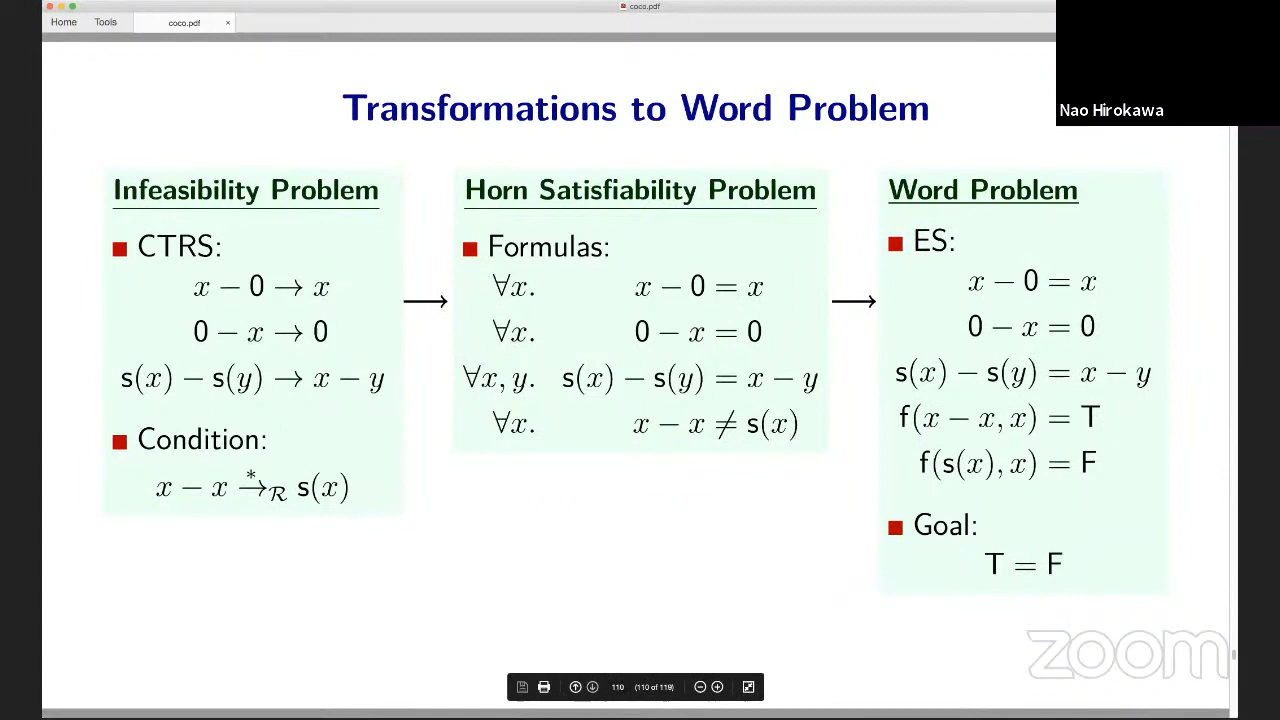 coco.pdf
Home Tools coco.pdf ×
Nao Hirokawa
Transformations to Word Problem
Infeasibility Problem
CTRS:
x − 0 → x
0 − x → 0
s(x) − s(y) → x − y
Condition:
x − x →*_R s(x)
⟶
Horn Satisfiability Problem
Formulas:
∀x. x − 0 = x
∀x. 0 − x = 0
∀x, y. s(x) − s(y) = x − y
∀x. x − x ≠ s(x)
⟶
Word Problem
ES:
x − 0 = x
0 − x = 0
s(x) − s(y) = x − y
f(x − x, x) = T
f(s(x), x) = F
Goal:
T = F
zoom
110 (110 of 119)